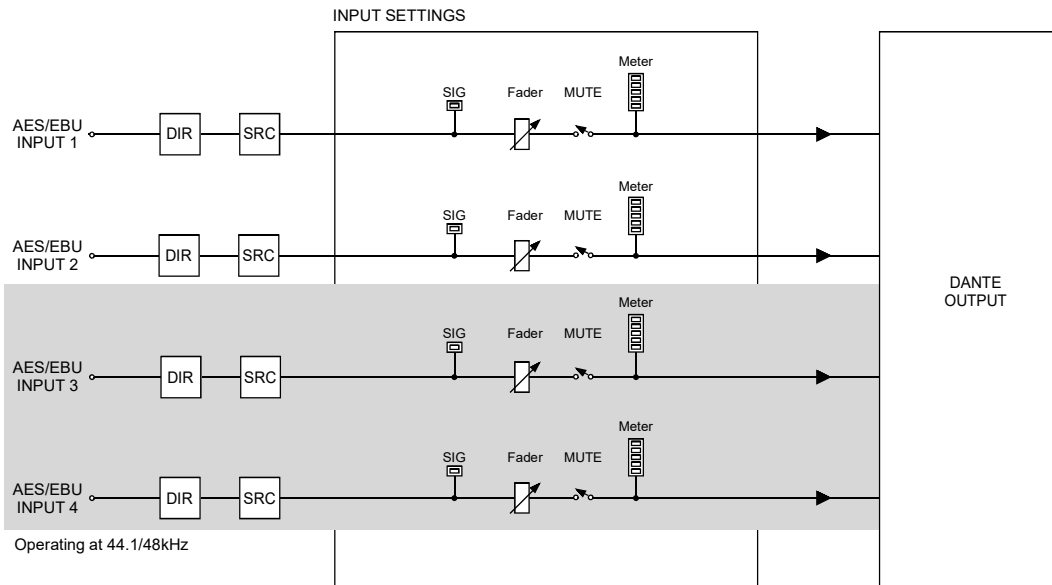 INPUT SETTINGS
Meter
SIG
Fader
MUTE
AES/EBU
INPUT 1
DIR
SRC
Meter
SIG
Fader
MUTE
AES/EBU
INPUT 2
DIR
SRC
DANTE
OUTPUT
Meter
SIG
Fader
MUTE
AES/EBU
INPUT 3
DIR
SRC
Meter
SIG
Fader
MUTE
AES/EBU
INPUT 4
DIR
SRC
Operating at 44.1/48kHz